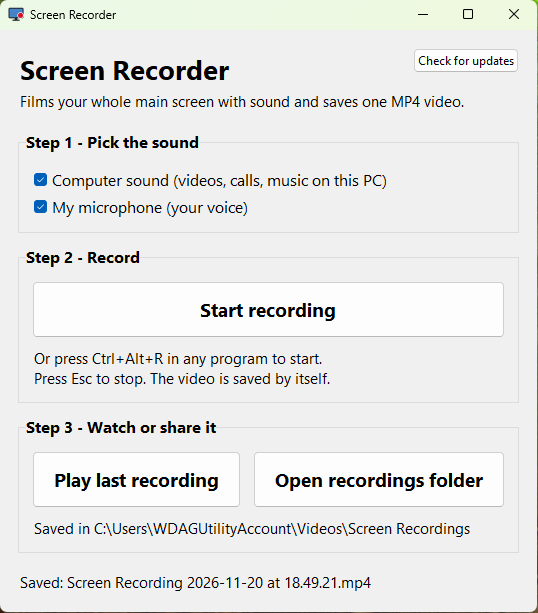 Screen Recorder
Screen Recorder
Check for updates
Films your whole main screen with sound and saves one MP4 video.
Step 1 - Pick the sound
Computer sound (videos, calls, music on this PC)
My microphone (your voice)
Step 2 - Record
Start recording
Or press Ctrl+Alt+R in any program to start.
Press Esc to stop. The video is saved by itself.
Step 3 - Watch or share it
Play last recording
Open recordings folder
Saved in C:\Users\WDAGUtilityAccount\Videos\Screen Recordings
Saved: Screen Recording 2026-11-20 at 18.49.21.mp4